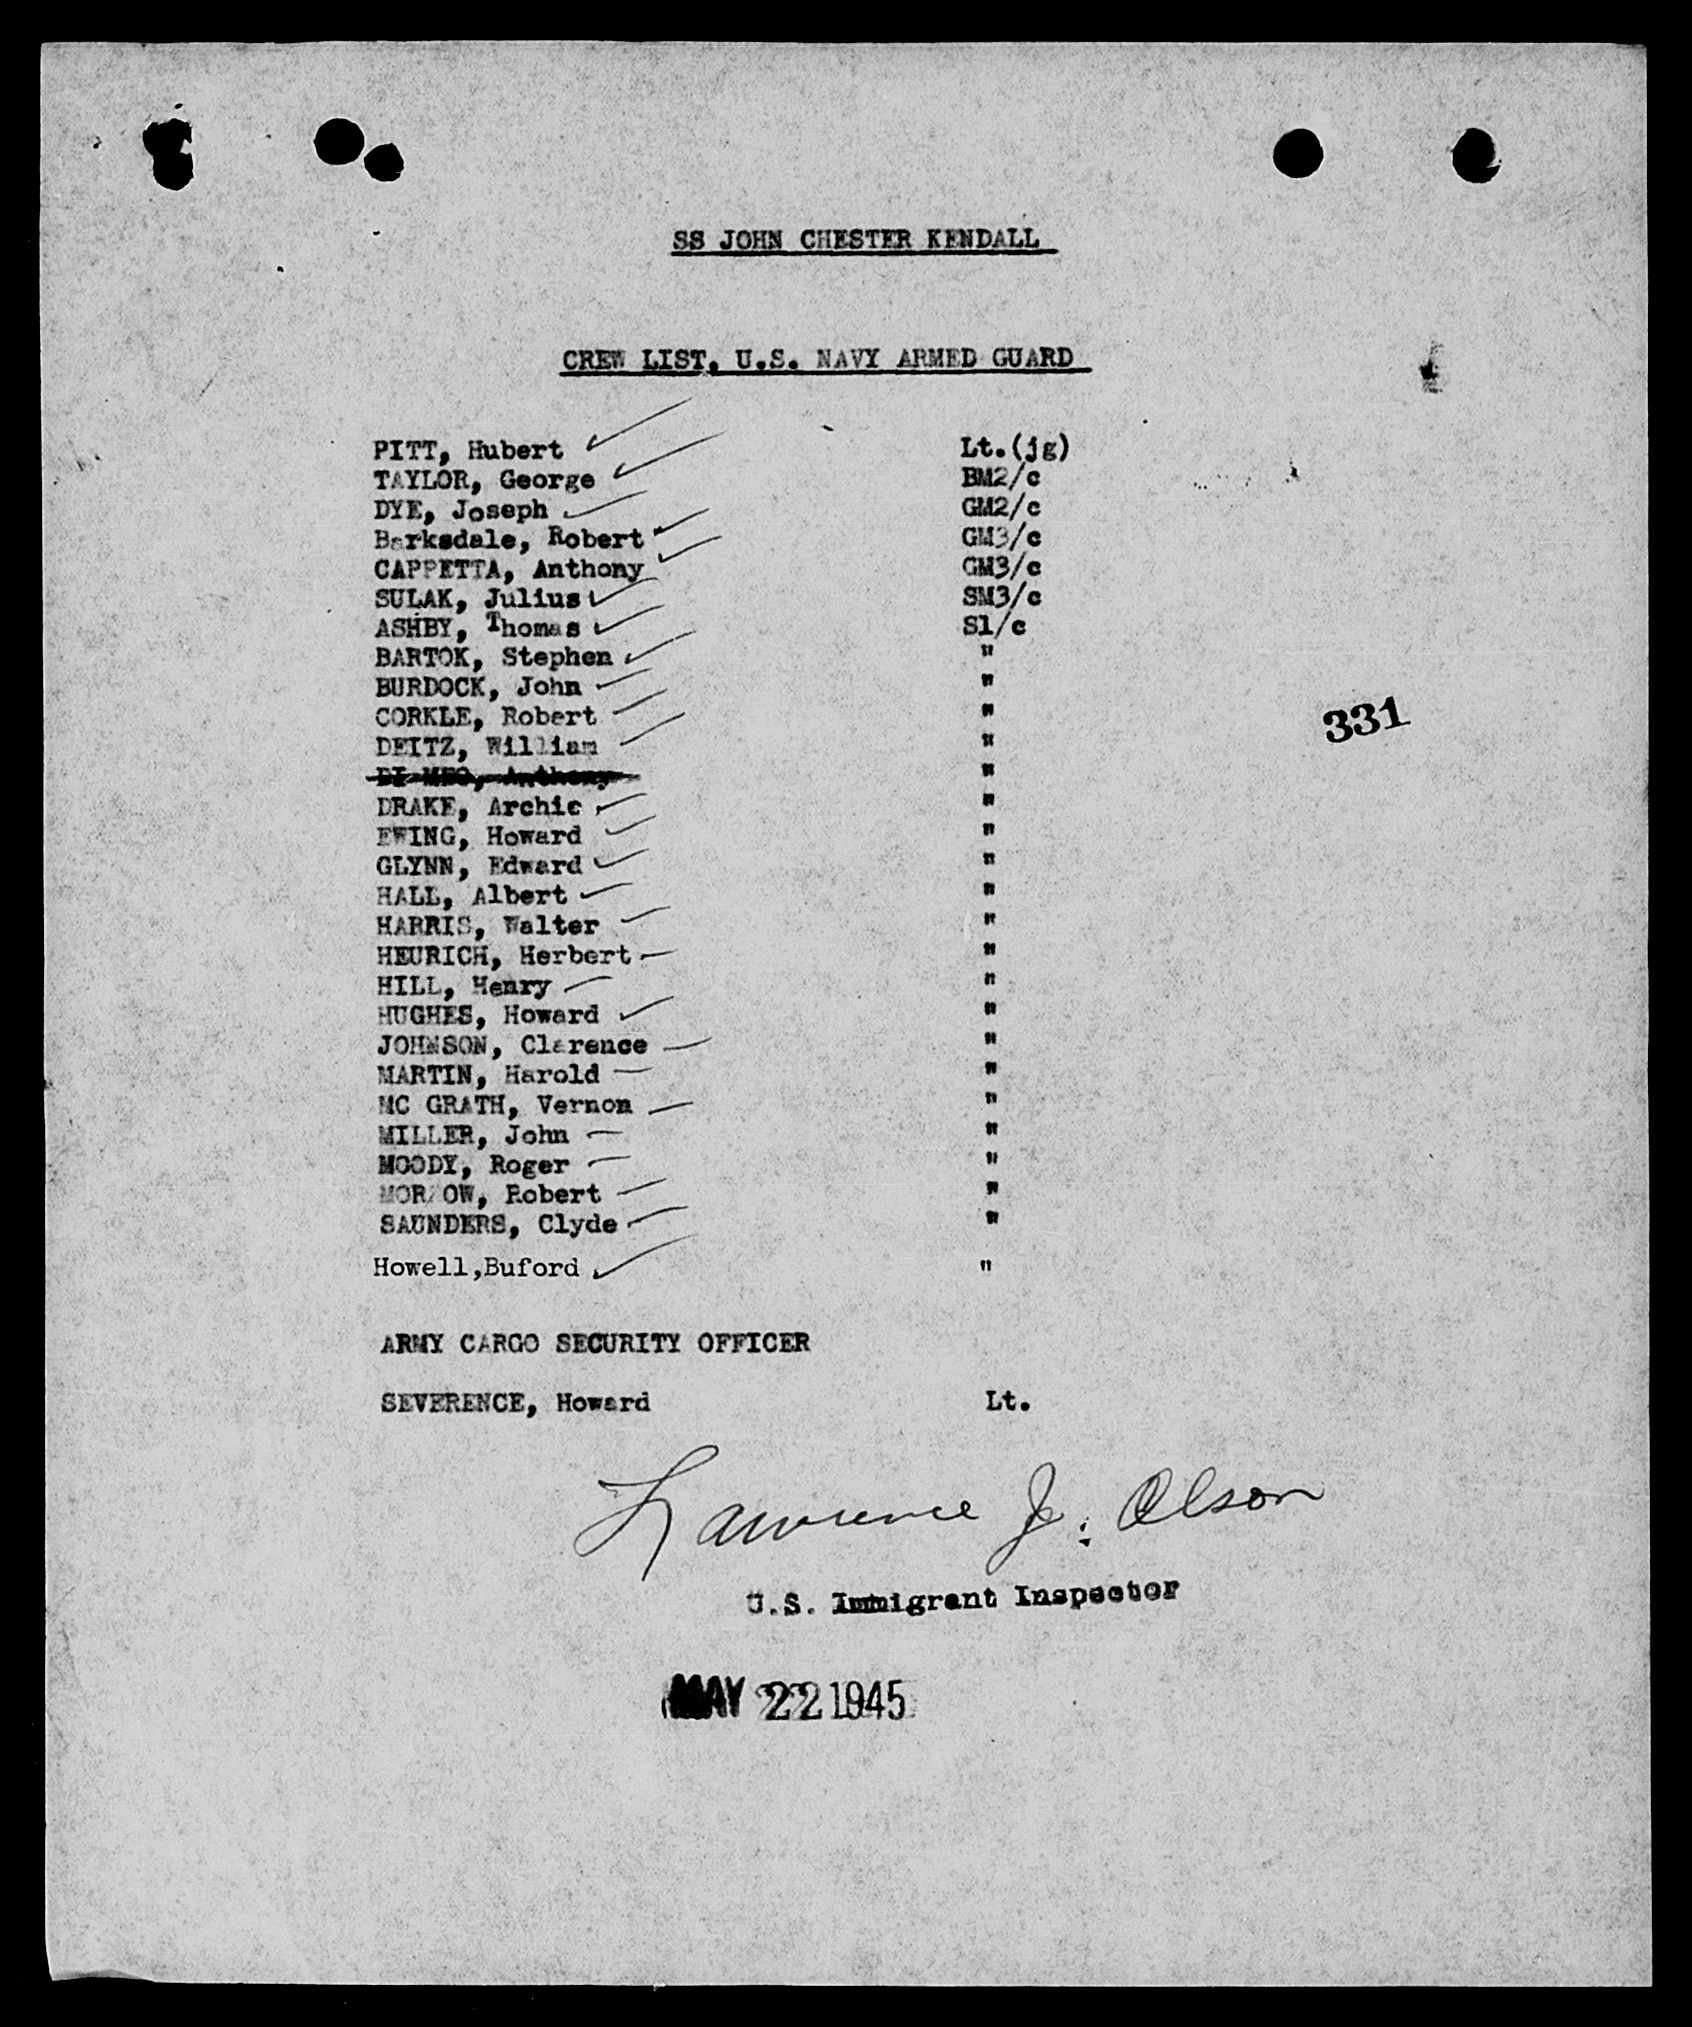 SS JOHN CHESTER KENDALL
CREW LIST, U.S. NAVY ARMED GUARD
PITT, Hubert Lt.(jg)
TAYLOR, George BM2/c
DYE, Joseph GM2/c
Barksdale, Robert GM3/c
CAPPETTA, Anthony GM3/c
SULAK, Julius SM3/c
ASHBY, Thomas S1/c
BARTOK, Stephen "
BURDOCK, John "
CORKLE, Robert "
DEITZ, William "
DI MEO, Anthony "
DRAKE, Archie "
EWING, Howard "
GLYNN, Edward "
HALL, Albert "
HARRIS, Walter "
HEURICH, Herbert "
HILL, Henry "
HUGHES, Howard "
JOHNSON, Clarence "
MARTIN, Harold "
MC GRATH, Vernon "
MILLER, John "
MOODY, Roger "
MORROW, Robert "
SAUNDERS, Clyde "
Howell,Buford "
331
ARMY CARGO SECURITY OFFICER
SEVERENCE, Howard Lt.
Lawrence J. Olson
U.S. Immigrant Inspector
MAY 22 1945